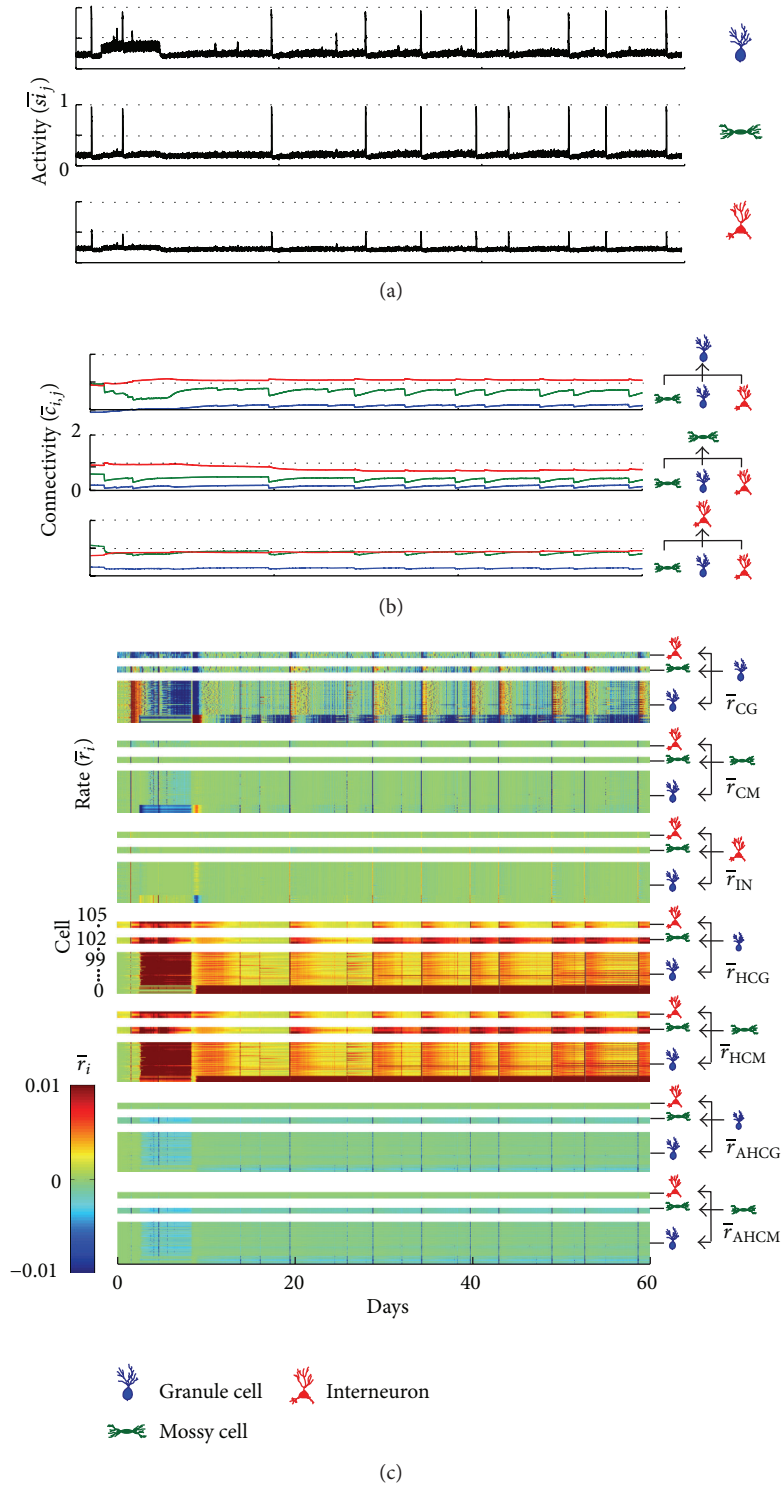 Activity (s̄i_j)
1
0
(a)
Connectivity (c̄_i,j)
2
0
(b)
Rate (r̄_i)
r̄_CG
r̄_CM
r̄_IN
Cell
105
102
99
0
r̄_HCG
r̄_HCM
r̄_i
0.01
0
−0.01
r̄_AHCG
r̄_AHCM
0 20 40 60
Days
Granule cell
Interneuron
Mossy cell
(c)